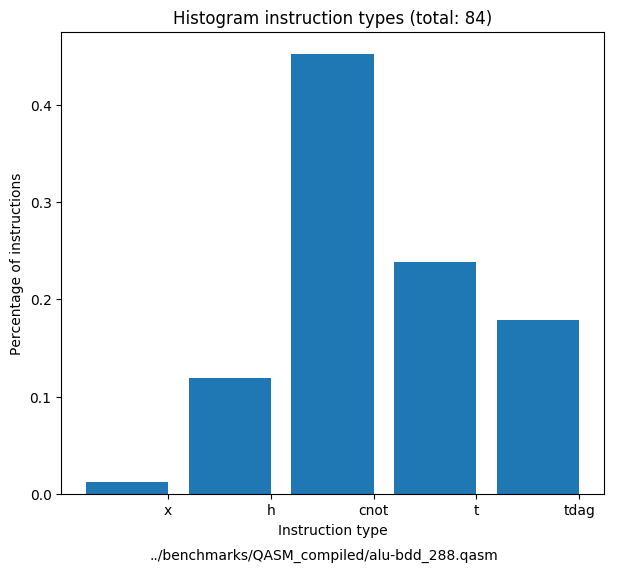 Histogram instruction types (total: 84)
Percentage of instructions
0.4
0.3
0.2
0.1
0.0
x h cnot t tdag
Instruction type
../benchmarks/QASM_compiled/alu-bdd_288.qasm